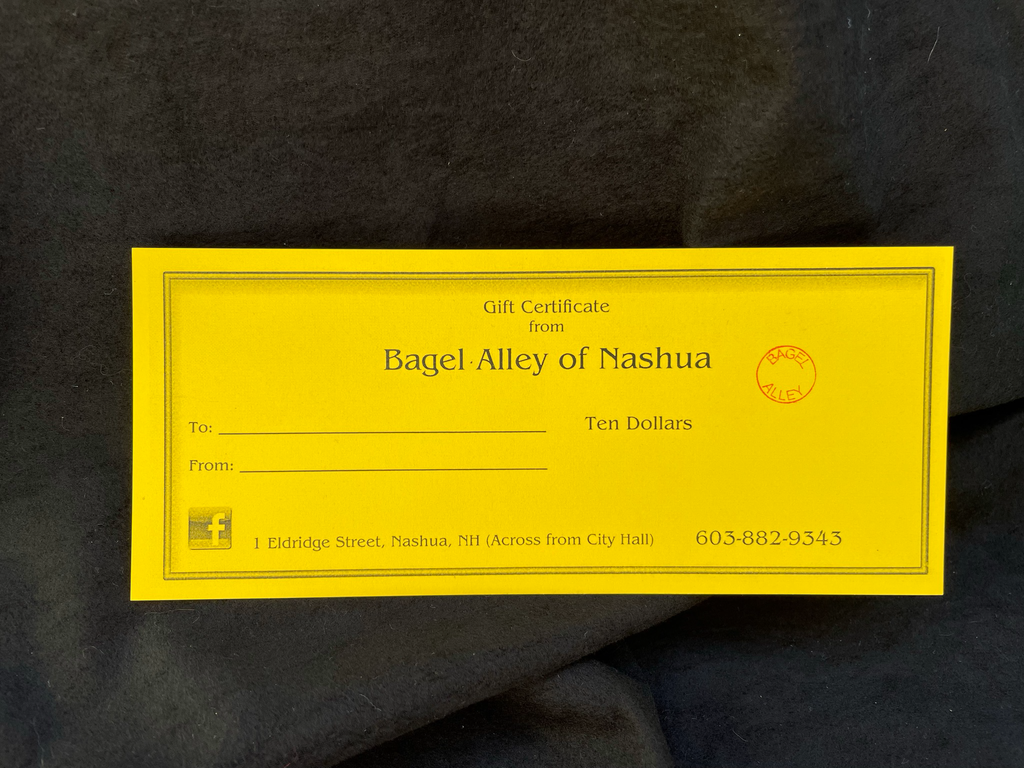 Gift Certificate
from
Bagel Alley of Nashua
BAGEL
ALLEY
To:
Ten Dollars
From:
f
1 Eldridge Street, Nashua, NH (Across from City Hall)
603-882-9343